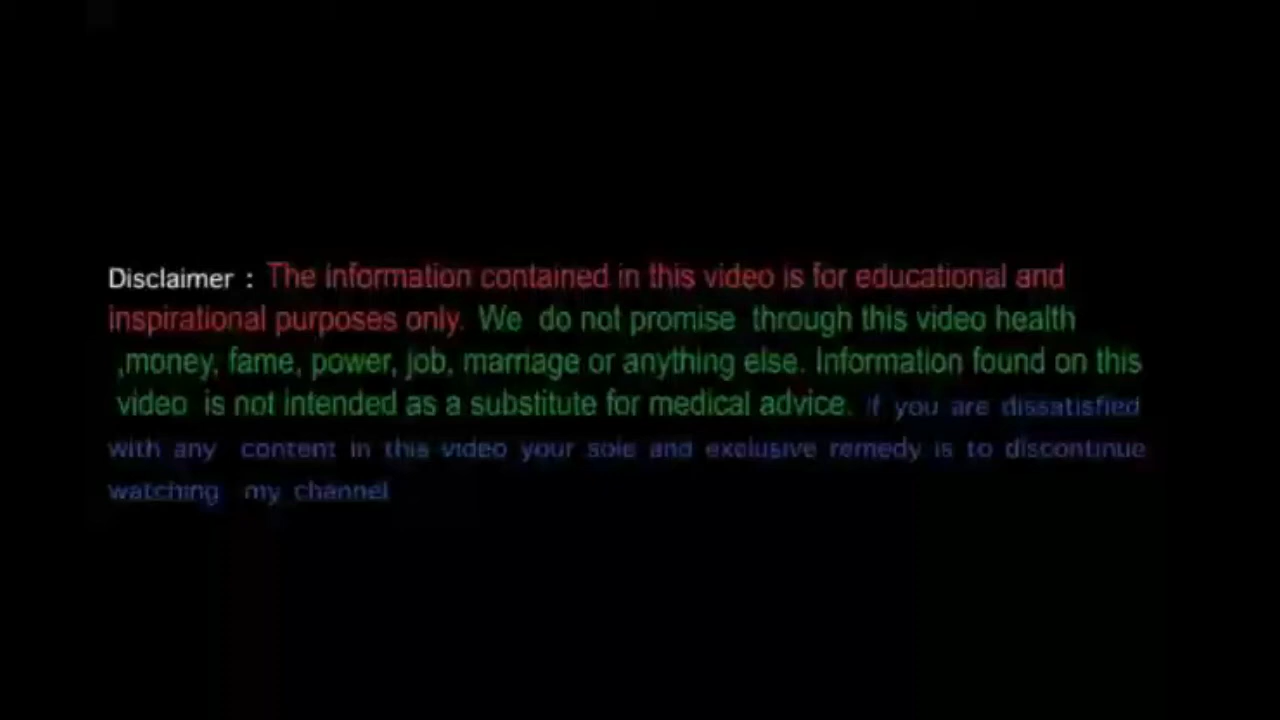 Disclaimer : The information contained in this video is for educational and
inspirational purposes only. We do not promise through this video health
,money, fame, power, job, marriage or anything else. Information found on this
video is not intended as a substitute for medical advice. if you are dissatisfied
with any content in this video your sole and exclusive remedy is to discontinue
watching my channel